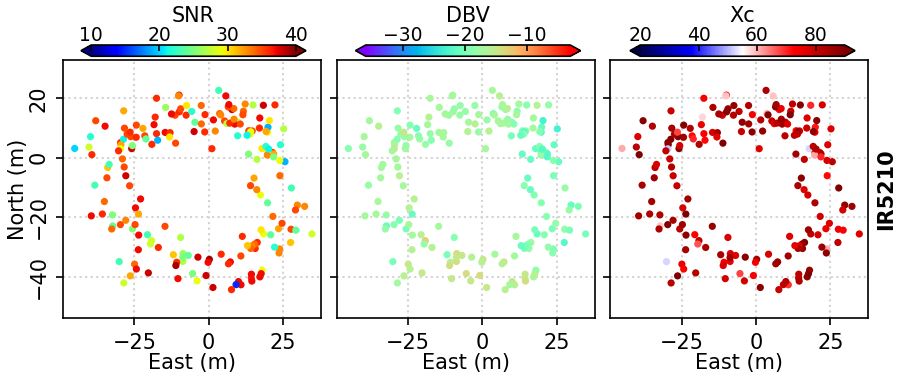 SNR DBV Xc
10 20 30 40 −30 −20 −10 20 40 60 80
North (m)
20
0
−20
−40
−25 0 25 −25 0 25 −25 0 25
East (m) East (m) East (m)
IR5210